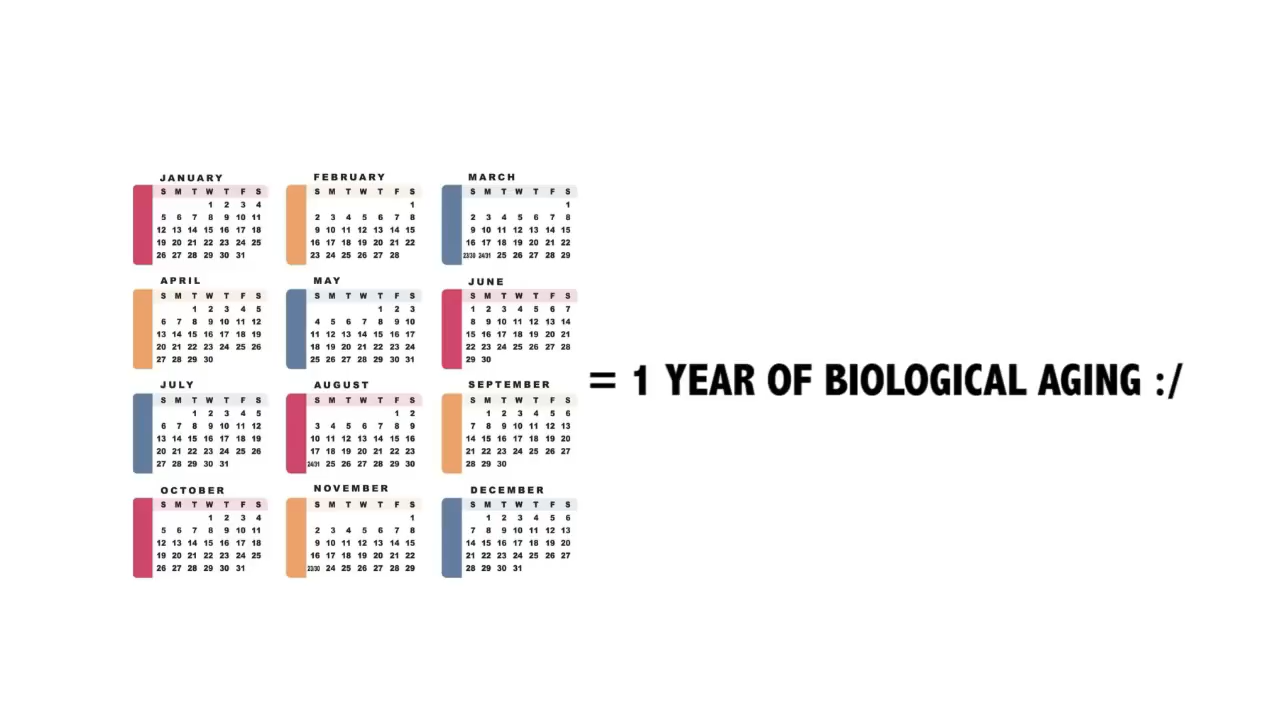 JANUARY
S M T W T F S
1 2 3 4
5 6 7 8 9 10 11
12 13 14 15 16 17 18
19 20 21 22 23 24 25
26 27 28 29 30 31
FEBRUARY
S M T W T F S
1
2 3 4 5 6 7 8
9 10 11 12 13 14 15
16 17 18 19 20 21 22
23 24 25 26 27 28
MARCH
S M T W T F S
1
2 3 4 5 6 7 8
9 10 11 12 13 14 15
16 17 18 19 20 21 22
23/30 24/31 25 26 27 28 29
APRIL
S M T W T F S
1 2 3 4 5
6 7 8 9 10 11 12
13 14 15 16 17 18 19
20 21 22 23 24 25 26
27 28 29 30
MAY
S M T W T F S
1 2 3
4 5 6 7 8 9 10
11 12 13 14 15 16 17
18 19 20 21 22 23 24
25 26 27 28 29 30 31
JUNE
S M T W T F S
1 2 3 4 5 6 7
8 9 10 11 12 13 14
15 16 17 18 19 20 21
22 23 24 25 26 27 28
29 30
JULY
S M T W T F S
1 2 3 4 5
6 7 8 9 10 11 12
13 14 15 16 17 18 19
20 21 22 23 24 25 26
27 28 29 30 31
AUGUST
S M T W T F S
1 2
3 4 5 6 7 8 9
10 11 12 13 14 15 16
17 18 19 20 21 22 23
24/31 25 26 27 28 29 30
SEPTEMBER
S M T W T F S
1 2 3 4 5 6
7 8 9 10 11 12 13
14 15 16 17 18 19 20
21 22 23 24 25 26 27
28 29 30
OCTOBER
S M T W T F S
1 2 3 4
5 6 7 8 9 10 11
12 13 14 15 16 17 18
19 20 21 22 23 24 25
26 27 28 29 30 31
NOVEMBER
S M T W T F S
1
2 3 4 5 6 7 8
9 10 11 12 13 14 15
16 17 18 19 20 21 22
23/30 24 25 26 27 28 29
DECEMBER
S M T W T F S
1 2 3 4 5 6
7 8 9 10 11 12 13
14 15 16 17 18 19 20
21 22 23 24 25 26 27
28 29 30 31
= 1 YEAR OF BIOLOGICAL AGING :/